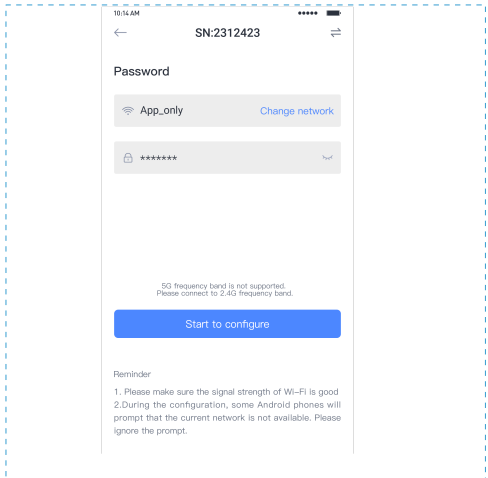 10:14 AM
SN:2312423
Password
App_only Change network
*******
5G frequency band is not supported.
Please connect to 2.4G frequency band.
Start to configure
Reminder
1. Please make sure the signal strength of Wi-Fi is good
2.During the configuration, some Android phones will
prompt that the current network is not available. Please
ignore the prompt.